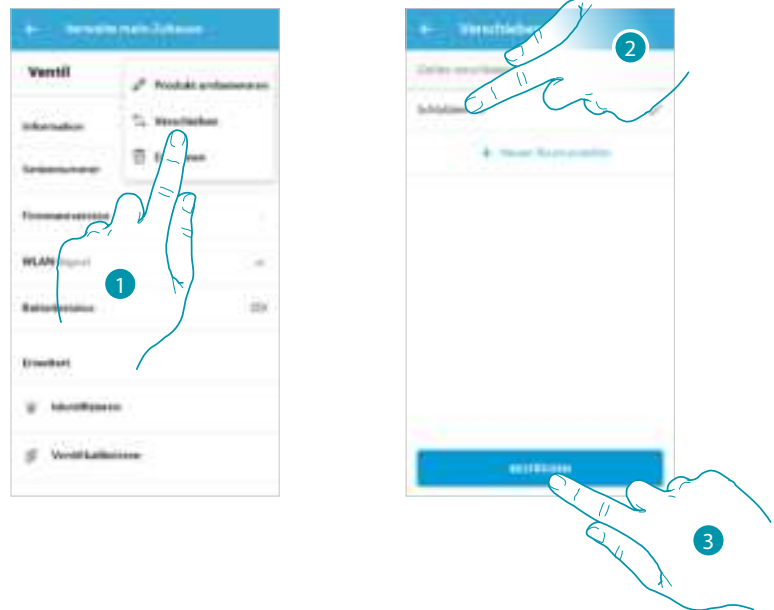 Verwalte mein Zuhause
Ventil
Produkt umbenennen
Verschieben
Information
Seriennummer
Firmwareversion
WLAN
1
Batteriestatus
Erweitert
Identifizieren
Verschieben
2
+ Neuen Raum erstellen
BESTÄTIGEN
3